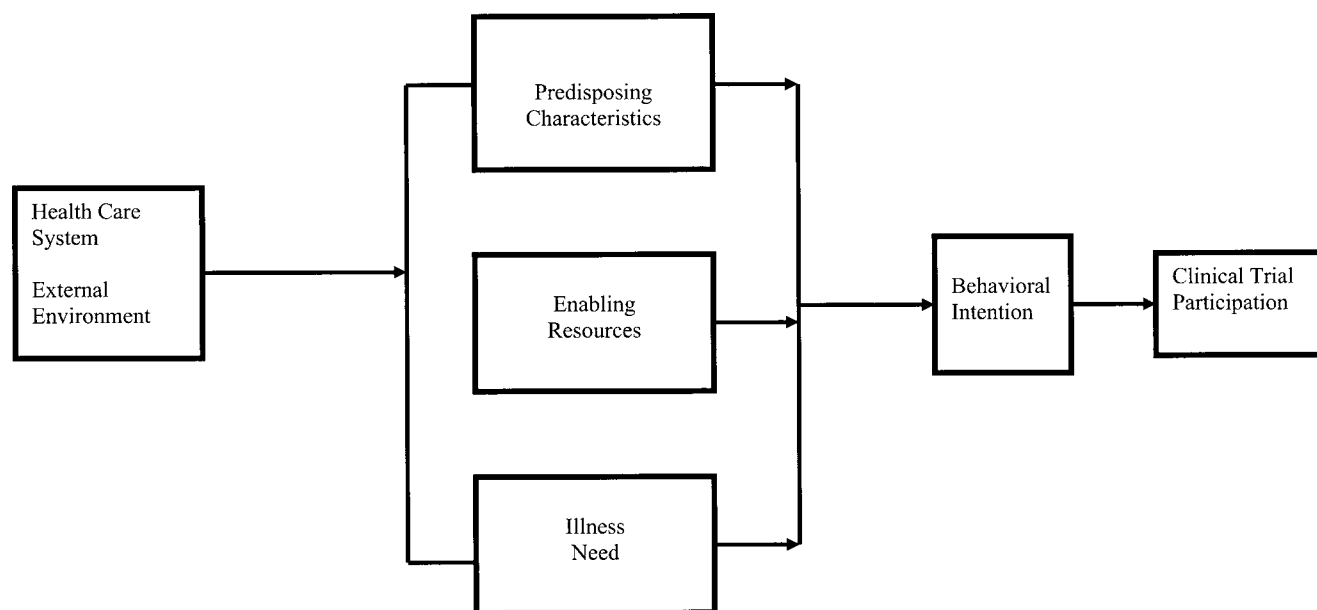 Health Care
System
External
Environment
Predisposing
Characteristics
Enabling
Resources
Illness
Need
Behavioral
Intention
Clinical Trial
Participation